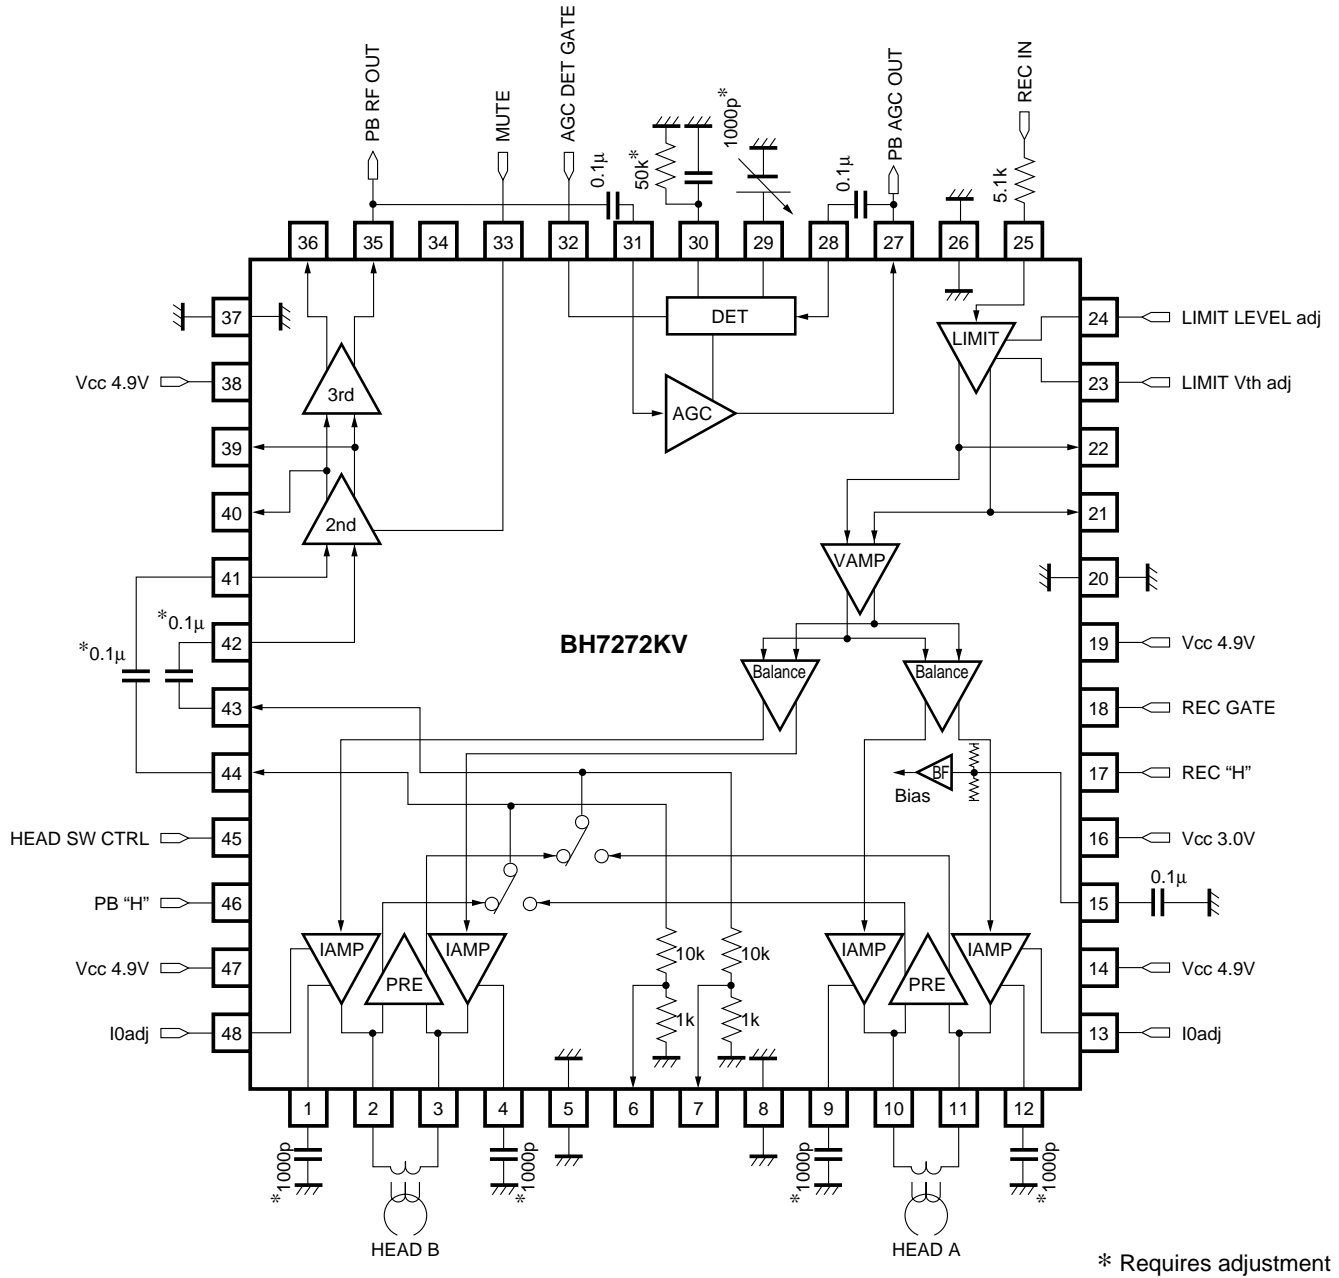 PB RF OUT
MUTE
AGC DET GATE
0.1μ
50k*
1000p*
0.1μ
PB AGC OUT
REC IN
5.1k
36
35
34
33
32
31
30
29
28
27
26
25
37
DET
LIMIT
24
LIMIT LEVEL adj
Vcc 4.9V
38
3rd
AGC
23
LIMIT Vth adj
39
22
40
2nd
21
41
VAMP
20
*0.1μ
42
*0.1μ
BH7272KV
19
Vcc 4.9V
Balance
Balance
43
18
REC GATE
44
BF
Bias
17
REC “H”
HEAD SW CTRL
45
16
Vcc 3.0V
0.1μ
PB “H”
46
15
IAMP
PRE
IAMP
10k
10k
IAMP
PRE
IAMP
Vcc 4.9V
47
14
Vcc 4.9V
I0adj
48
1k
1k
13
I0adj
1
2
3
4
5
6
7
8
9
10
11
12
*1000p
*1000p
*1000p
*1000p
HEAD B
HEAD A
* Requires adjustment